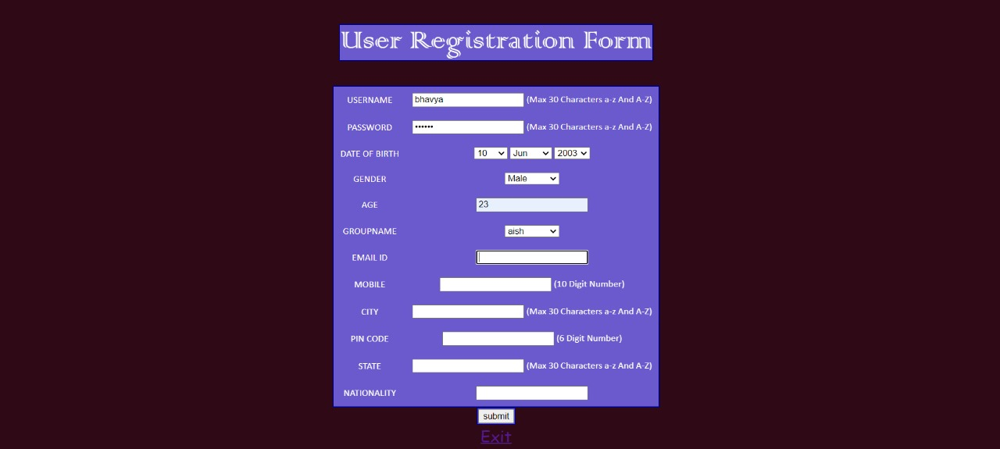 User Registration Form
USERNAME bhavya (Max 30 Characters a-z And A-Z)
PASSWORD •••••• (Max 30 Characters a-z And A-Z)
DATE OF BIRTH 10 Jun 2003
GENDER Male
AGE 23
GROUPNAME aish
EMAIL ID
MOBILE (10 Digit Number)
CITY (Max 30 Characters a-z And A-Z)
PIN CODE (6 Digit Number)
STATE (Max 30 Characters a-z And A-Z)
NATIONALITY
submit
Exit